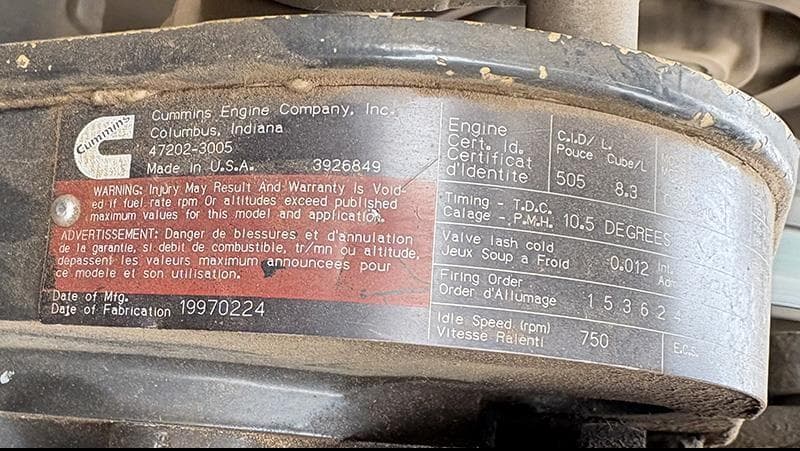 Cummins
Cummins Engine Company, Inc.
Columbus, Indiana
47202-3005
Made in U.S.A. 3926849
WARNING: Injury May Result And Warranty Is Void-
ed if fuel rate rpm Or altitudes exceed published
maximum values for this model and application.
ADVERTISEMENT: Danger de blessures et d'annulation
de la garantie, si debit de combustible, tr/mn ou altitude,
depassent les valeurs maximum announcees pour
ce modele et son utilisation.
Date of Mfg.
Date of Fabrication 19970224
Engine
Cert. Id.
Certificat
d'Identite
C.I.D/ L.
Pouce Cube/L
505 8.3
Timing - T.D.C.
Calage - P.M.H. 10.5 DEGREES
Valve lash cold
Jeux Soup a Froid 0.012 Int.
Firing Order
Order d'Allumage 1 5 3 6 2
Idle Speed (rpm)
Vitesse Ralenti 750
E.C.S.